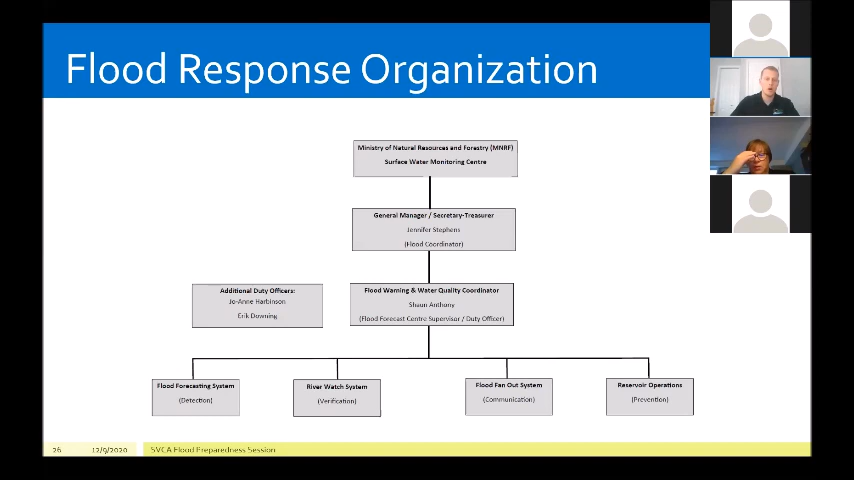 Flood Response Organization
Ministry of Natural Resources and Forestry (MNRF)
Surface Water Monitoring Centre
General Manager / Secretary-Treasurer
Jennifer Stephens
(Flood Coordinator)
Additional Duty Officers:
Jo-Anne Harbinson
Erik Downing
Flood Warning & Water Quality Coordinator
Shaun Anthony
(Flood Forecast Centre Supervisor / Duty Officer)
Flood Forecasting System
(Detection)
River Watch System
(Verification)
Flood Fan Out System
(Communication)
Reservoir Operations
(Prevention)
26 12/9/2020 SVCA Flood Preparedness Session